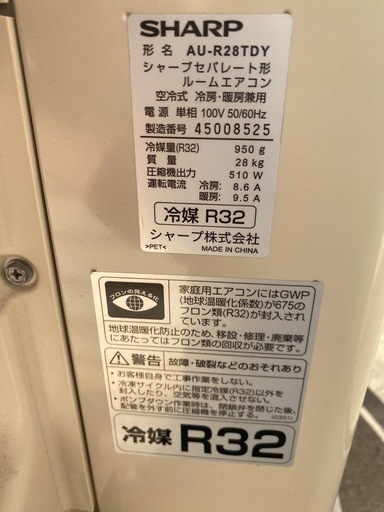 SHARP
形名 AU-R28TDY
シャープセパレート形
ルームエアコン
空冷式 冷房・暖房兼用
電源 単相 100V 50/60Hz
製造番号 45008525
冷媒量(R32) 950 g
質量 28 kg
圧縮機出力 510 W
運転電流 冷房: 8.6 A
暖房: 9.5 A
冷媒 R32
シャープ株式会社
>PET< MADE IN CHINA
フロンの見える化
家庭用エアコンにはGWP
(地球温暖化係数)が675の
フロン類(R32)が封入され
ています。
地球温暖化防止のため、移設・修理・廃棄等
にあたってはフロン類の回収が必要です。
警告 故障・破裂などのおそれあり
・お客様自身で工事作業をしない。
・冷凍サイクル内に指定冷媒(R32)以外を
封入したり、空気等を混入させない。
・ポンプダウン作業時は、閉鎖弁を閉じた後、
配管を外す前に圧縮機を停止する。
冷媒 R32